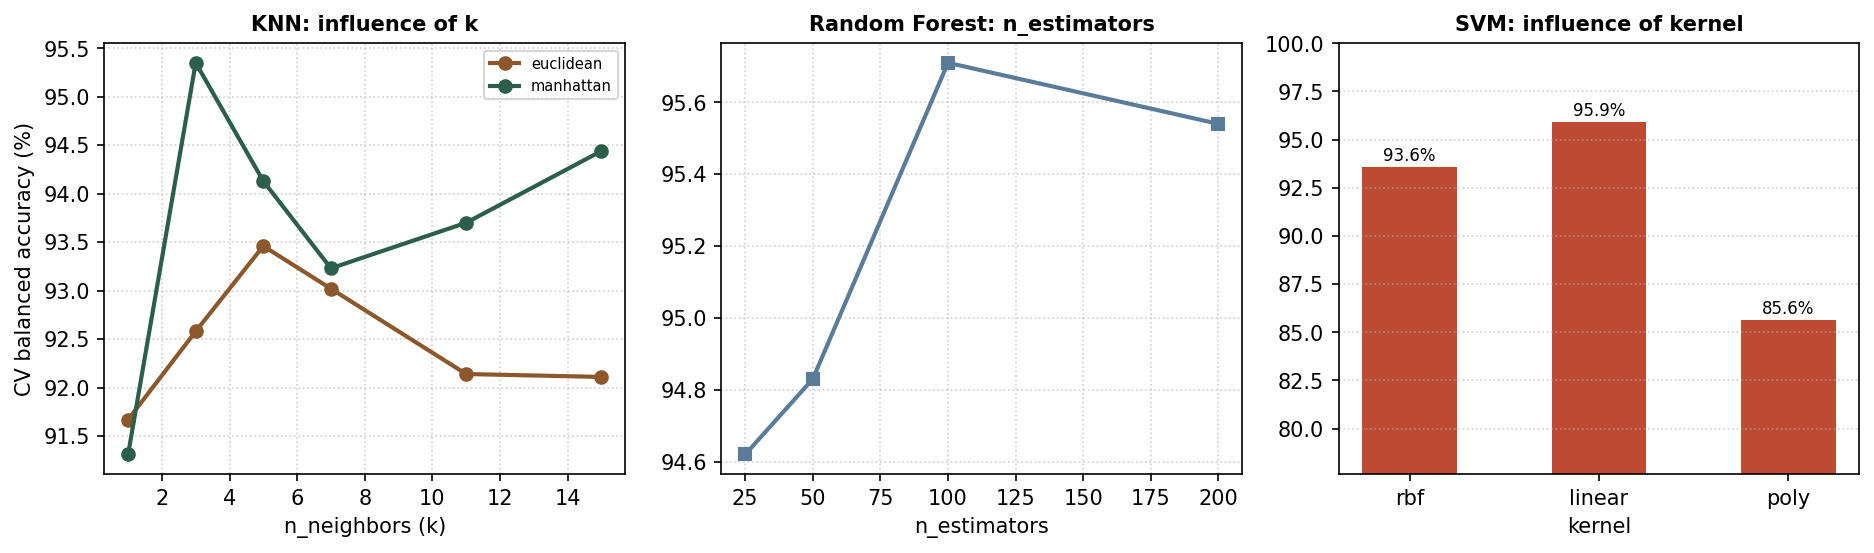 KNN: influence of k
CV balanced accuracy (%)
95.5
95.0
94.5
94.0
93.5
93.0
92.5
92.0
91.5
euclidean
manhattan
2 4 6 8 10 12 14
n_neighbors (k)
Random Forest: n_estimators
95.6
95.4
95.2
95.0
94.8
94.6
25 50 75 100 125 150 175 200
n_estimators
SVM: influence of kernel
100.0
97.5
95.0
92.5
90.0
87.5
85.0
82.5
80.0
93.6%
95.9%
85.6%
rbf linear poly
kernel